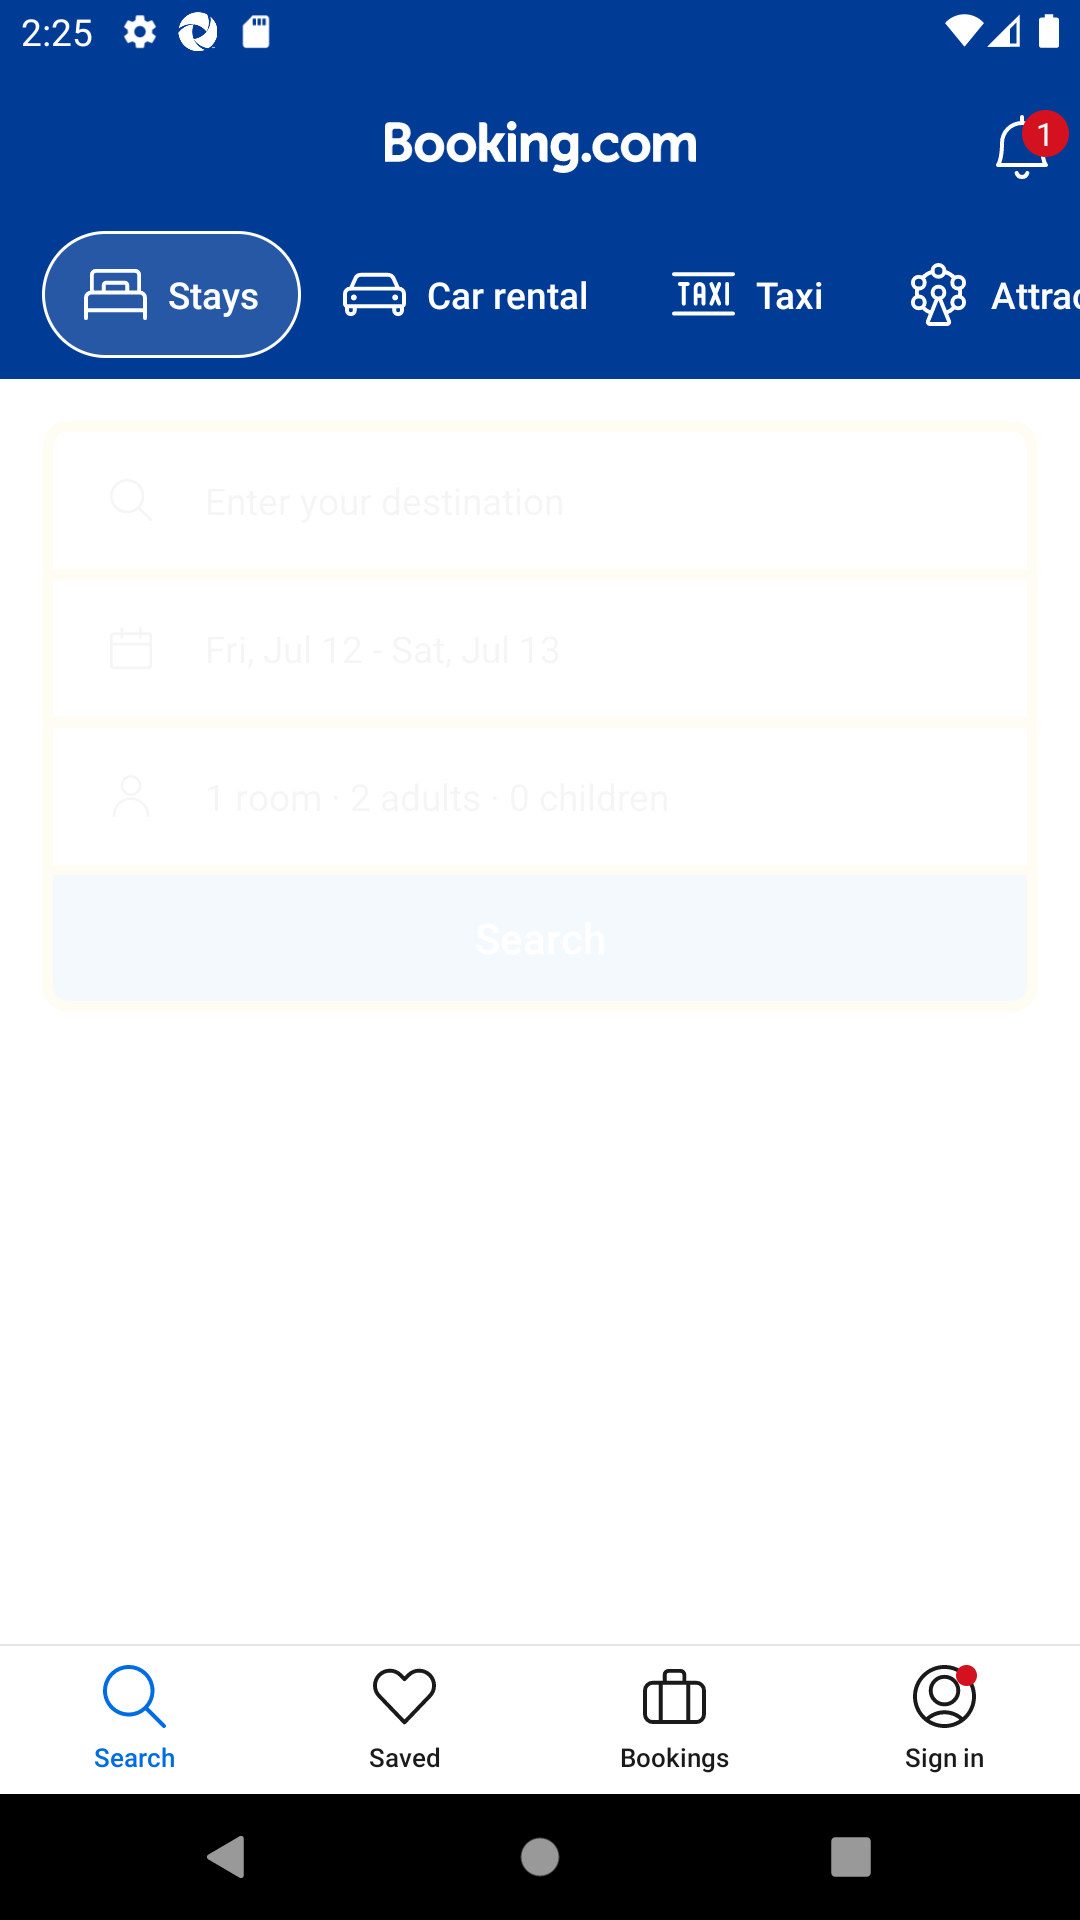 2:25
Booking.com
1
Stays
Car rental
TAXI
Taxi
Attrac
Enter your destination
Fri, Jul 12 - Sat, Jul 13
1 room · 2 adults · 0 children
Search
Search
Saved
Bookings
Sign in